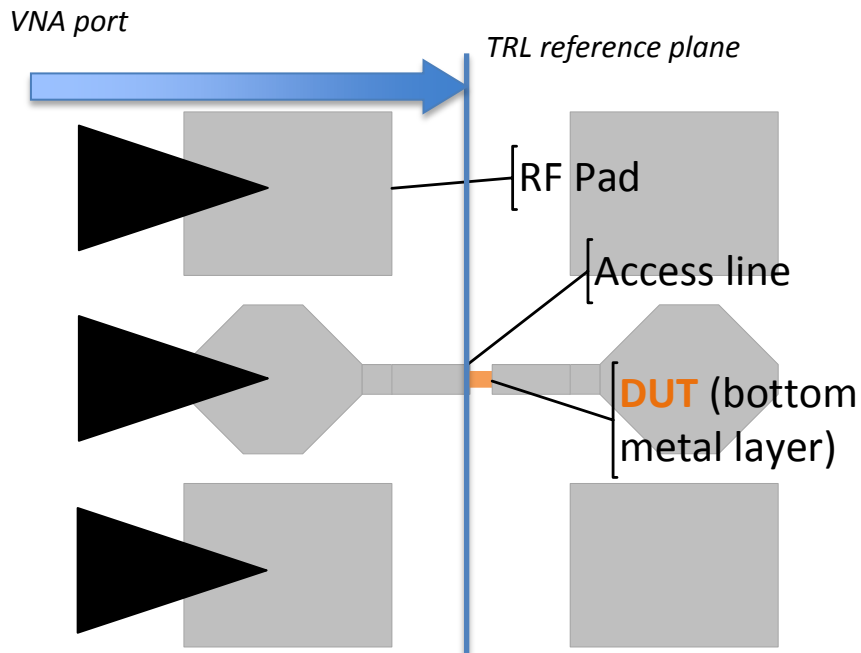 VNA port
TRL reference plane
RF Pad
Access line
DUT (bottom
metal layer)